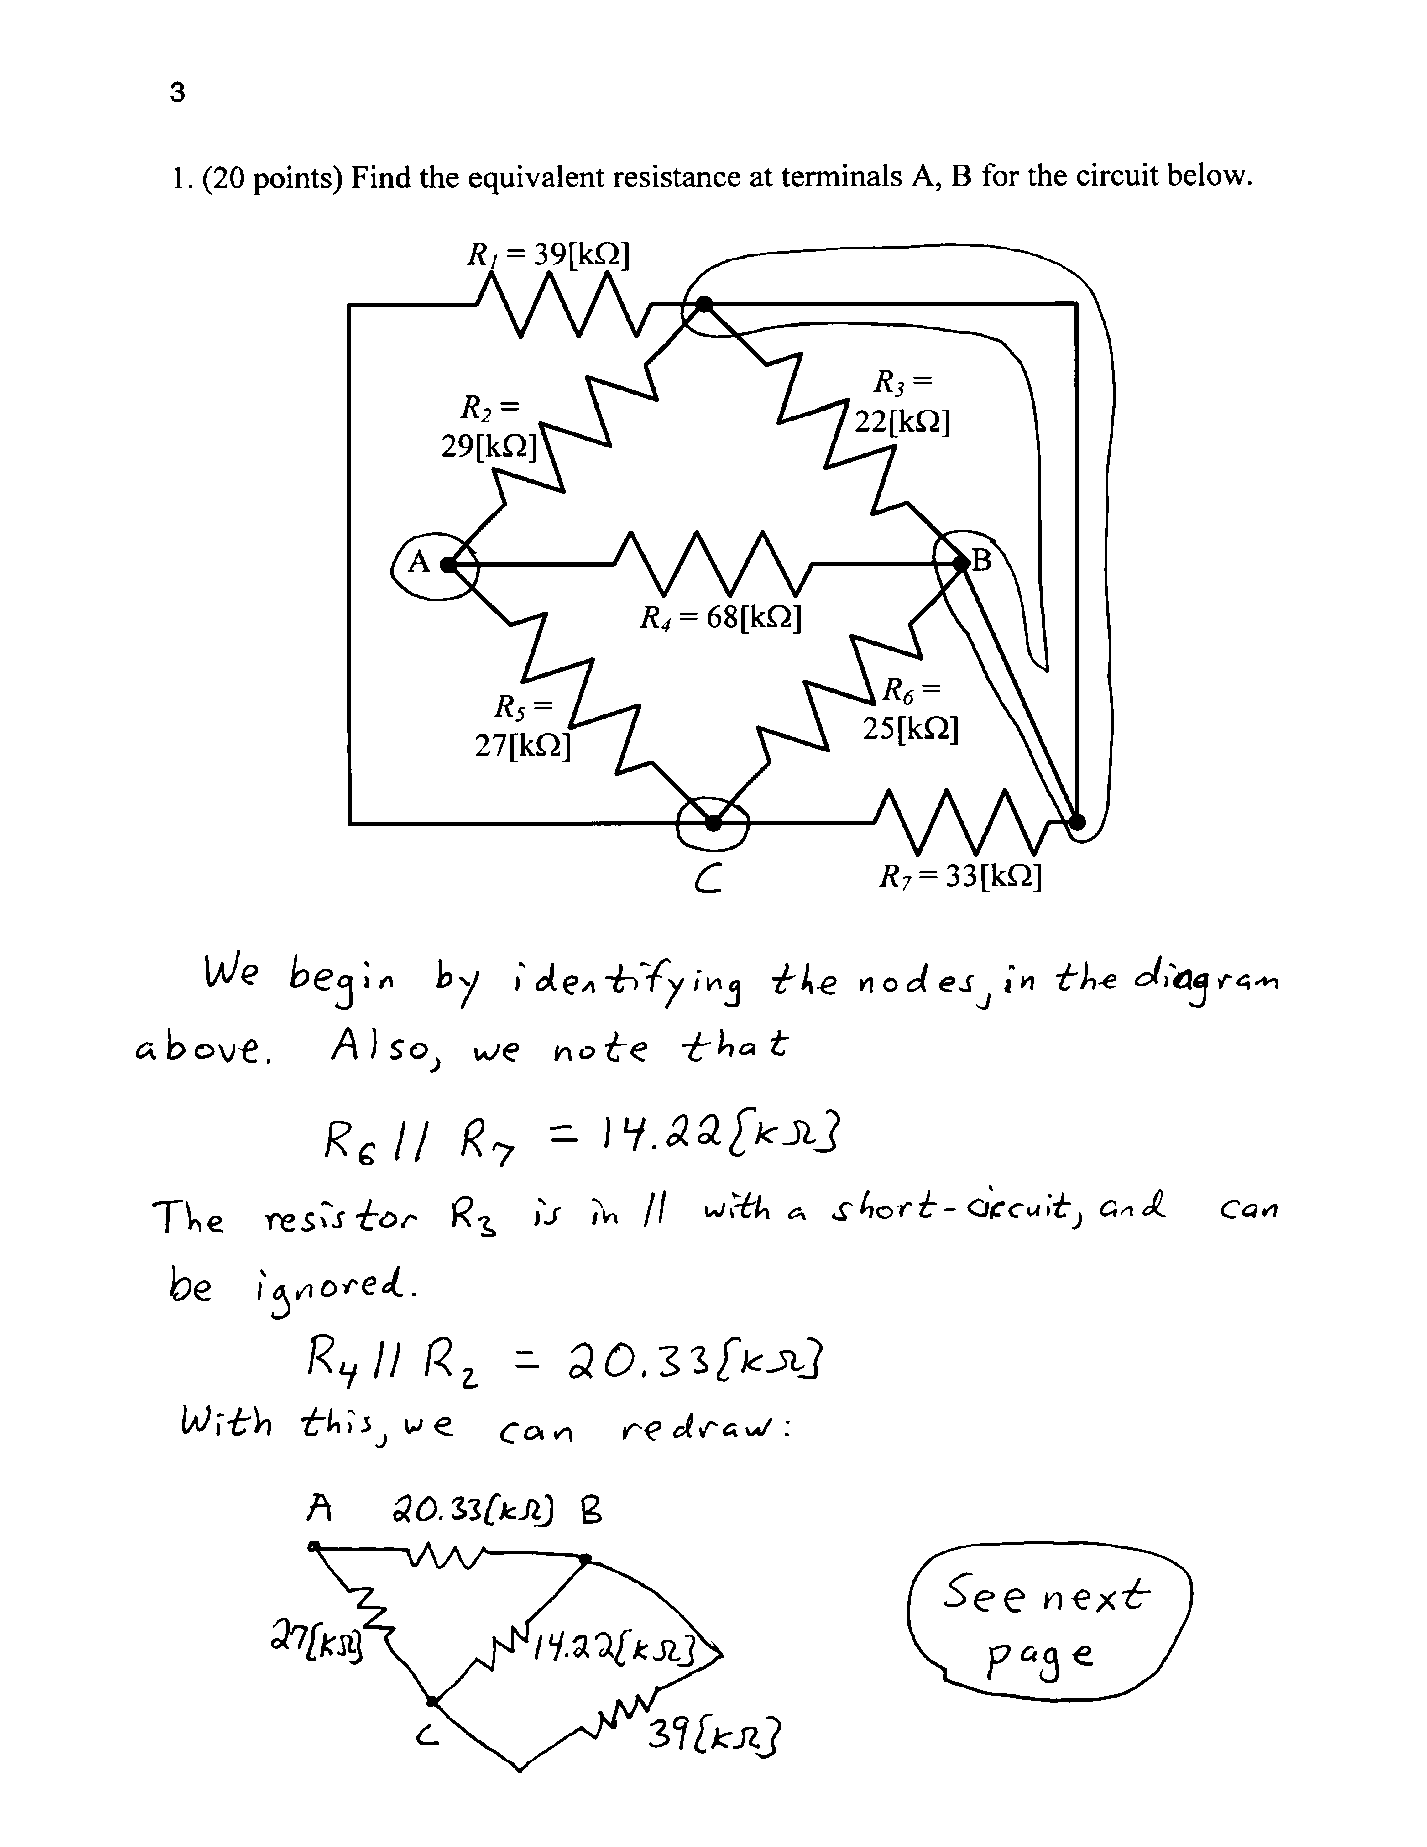 3
1. (20 points) Find the equivalent resistance at terminals A, B for the circuit below.
R1 = 39[kΩ]
R3 =
22[kΩ]
R2 =
29[kΩ]
A
B
R4 = 68[kΩ]
R5 =
27[kΩ]
R6 =
25[kΩ]
C
R7 = 33[kΩ]
We begin by identifying the nodes, in the diagram
above. Also, we note that
R6 // R7 = 14.22[kΩ]
The resistor R3 is in // with a short-circuit, and can
be ignored.
R4 // R2 = 20.33[kΩ]
With this, we can redraw:
A 20.33[kΩ] B
27[kΩ]
14.22[kΩ]
C
39[kΩ]
See next
page